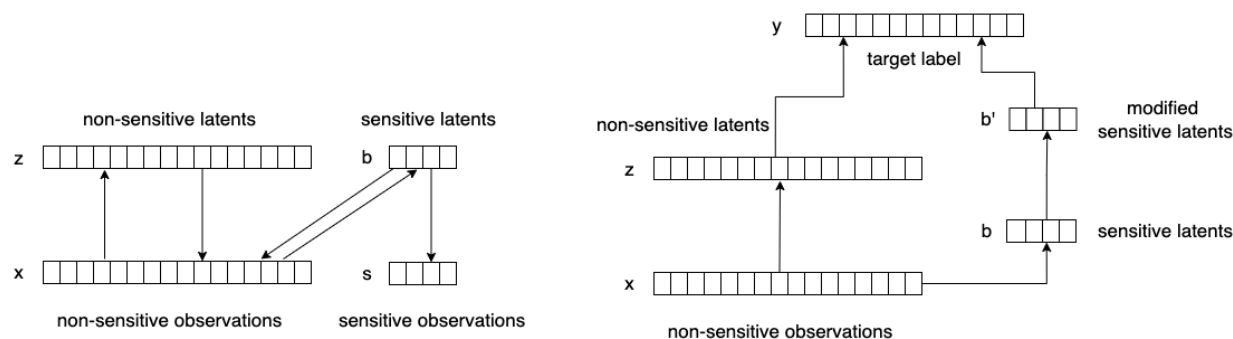 non-sensitive latents
sensitive latents
z
b
x
s
non-sensitive observations
sensitive observations
y
target label
b'
modified
sensitive latents
non-sensitive latents
z
b
sensitive latents
x
non-sensitive observations